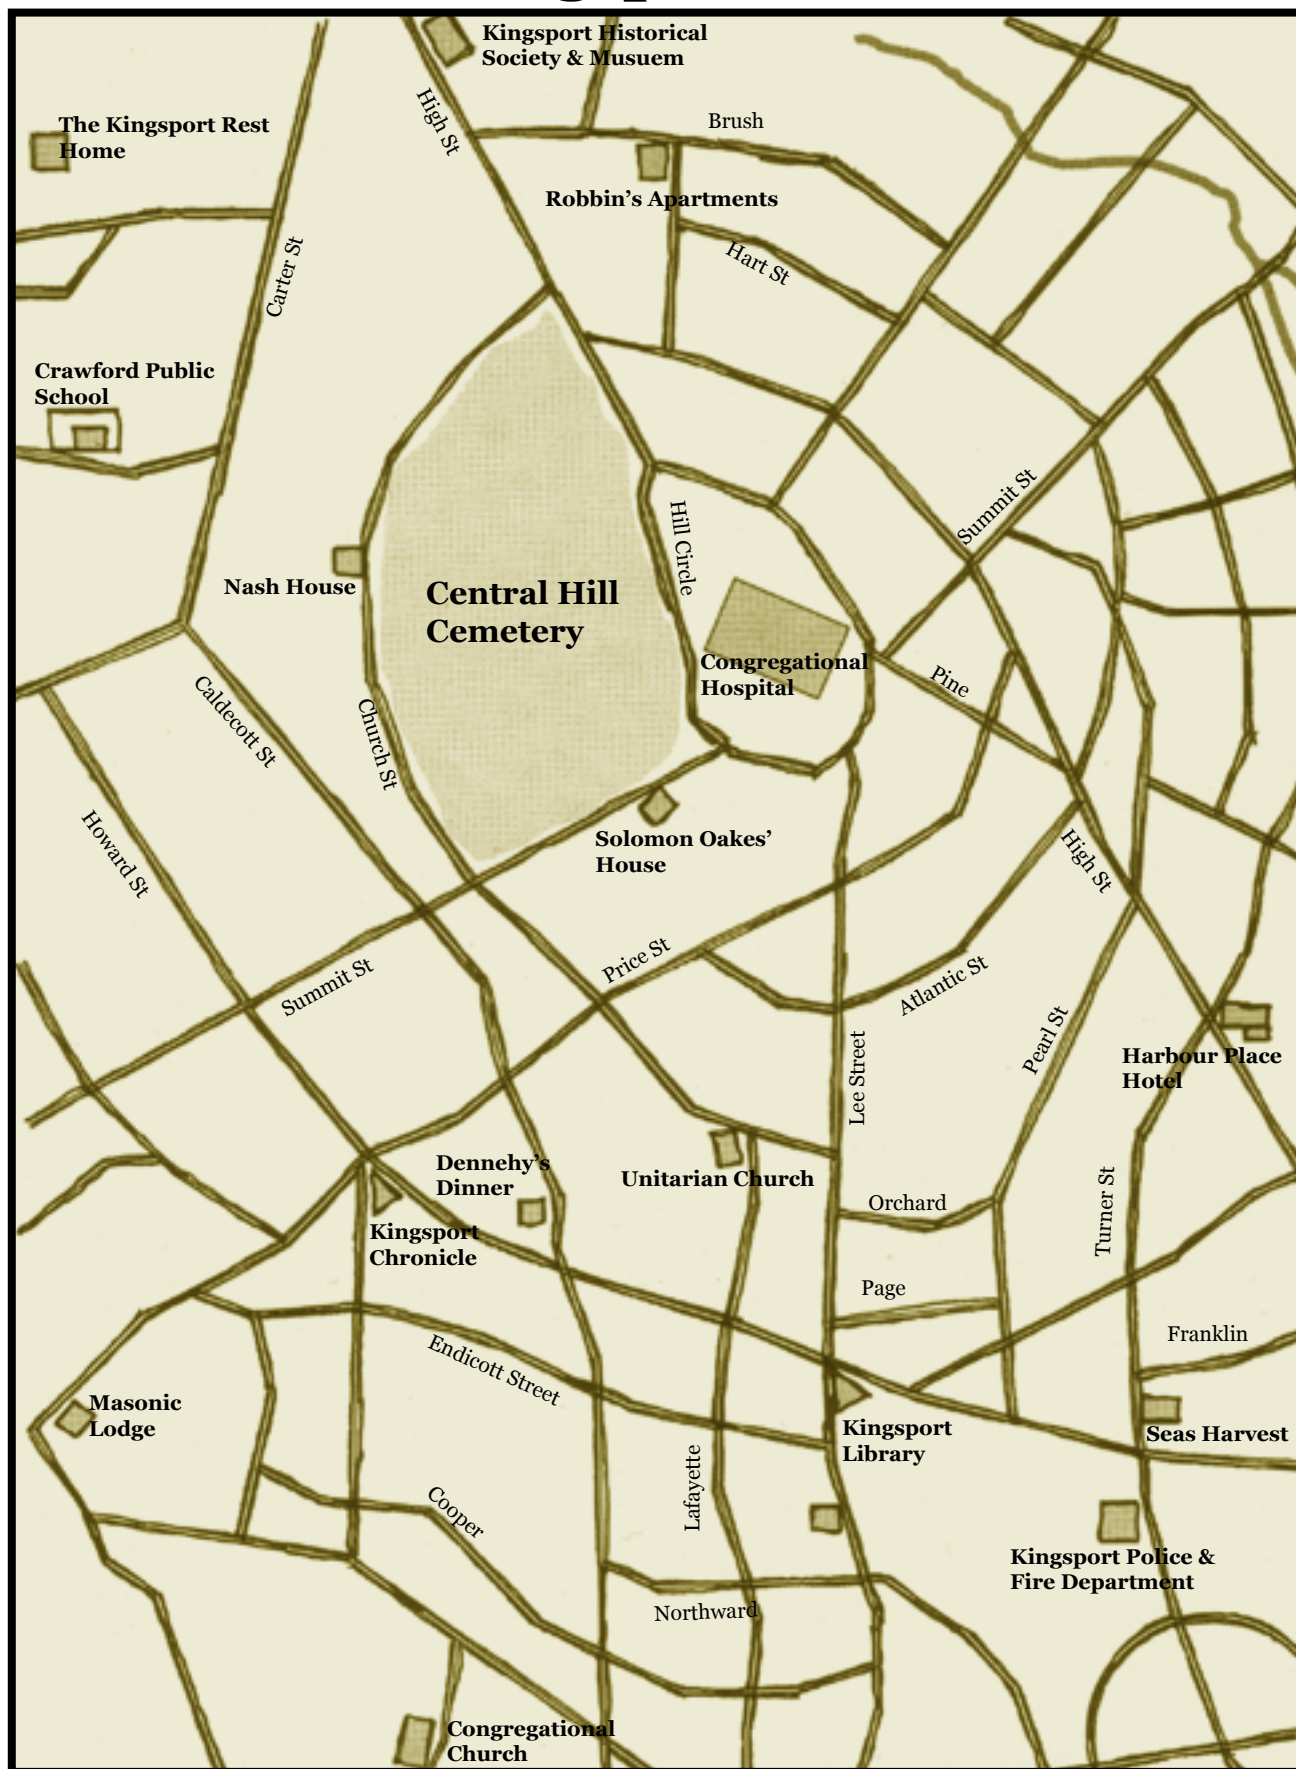 Kingsport Historical
Society & Musuem
High St
Brush
The Kingsport Rest
Home
Robbin's Apartments
Hart St
Carter St
Crawford Public
School
Summit St
Hill Circle
Nash House
Central Hill
Cemetery
Congregational
Hospital
Pine
Caldecott St
Church St
Howard St
Solomon Oakes'
House
High St
Price St
Summit St
Atlantic St
Pearl St
Lee Street
Harbour Place
Hotel
Dennehy's
Dinner
Unitarian Church
Orchard
Turner St
Kingsport
Chronicle
Page
Franklin
Endicott Street
Masonic
Lodge
Kingsport
Library
Seas Harvest
Lafayette
Cooper
Kingsport Police &
Fire Department
Northward
Congregational
Church